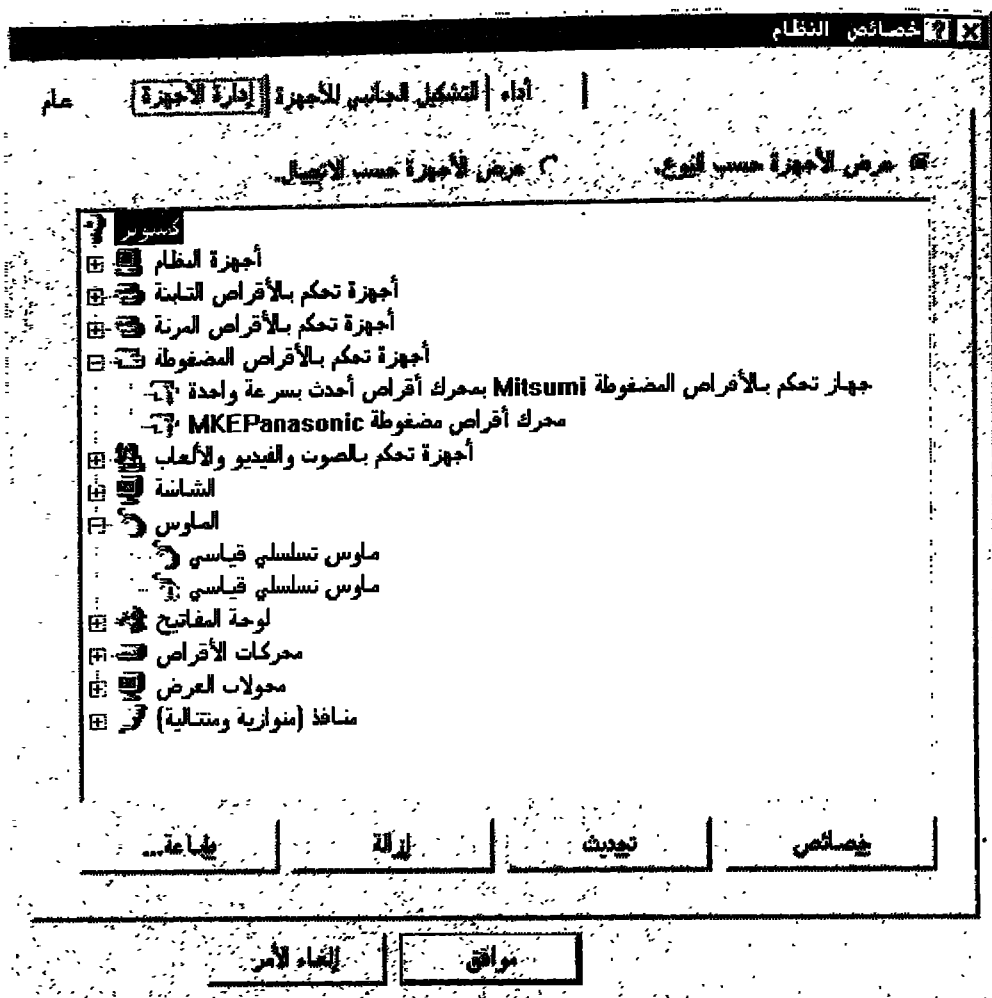 خصائص النظام
عام إدارة الأجهزة التشكيل الجانبي للأجهزة أداء
عرض الأجهزة حسب النوع. عرض الأجهزة حسب الاتصال.
كمبيوتر
أجهزة النظام
أجهزة تحكم بالأقراص الثابتة
أجهزة تحكم بالأقراص المرنة
أجهزة تحكم بالأقراص المضغوطة
جهاز تحكم بالأقراص المضغوطة Mitsumi بمحرك أقراص أحدث بسرعة واحدة
محرك أقراص مضغوطة MKEPanasonic
أجهزة تحكم بالصوت والفيديو والألعاب
الشاشة
الماوس
ماوس تسلسلي قياسي
ماوس تسلسلي قياسي
لوحة المفاتيح
محركات الأقراص
محولات العرض
منافذ (متوازية ومتتالية)
خصائص تحديث إزالة طباعة...
موافق إلغاء الأمر